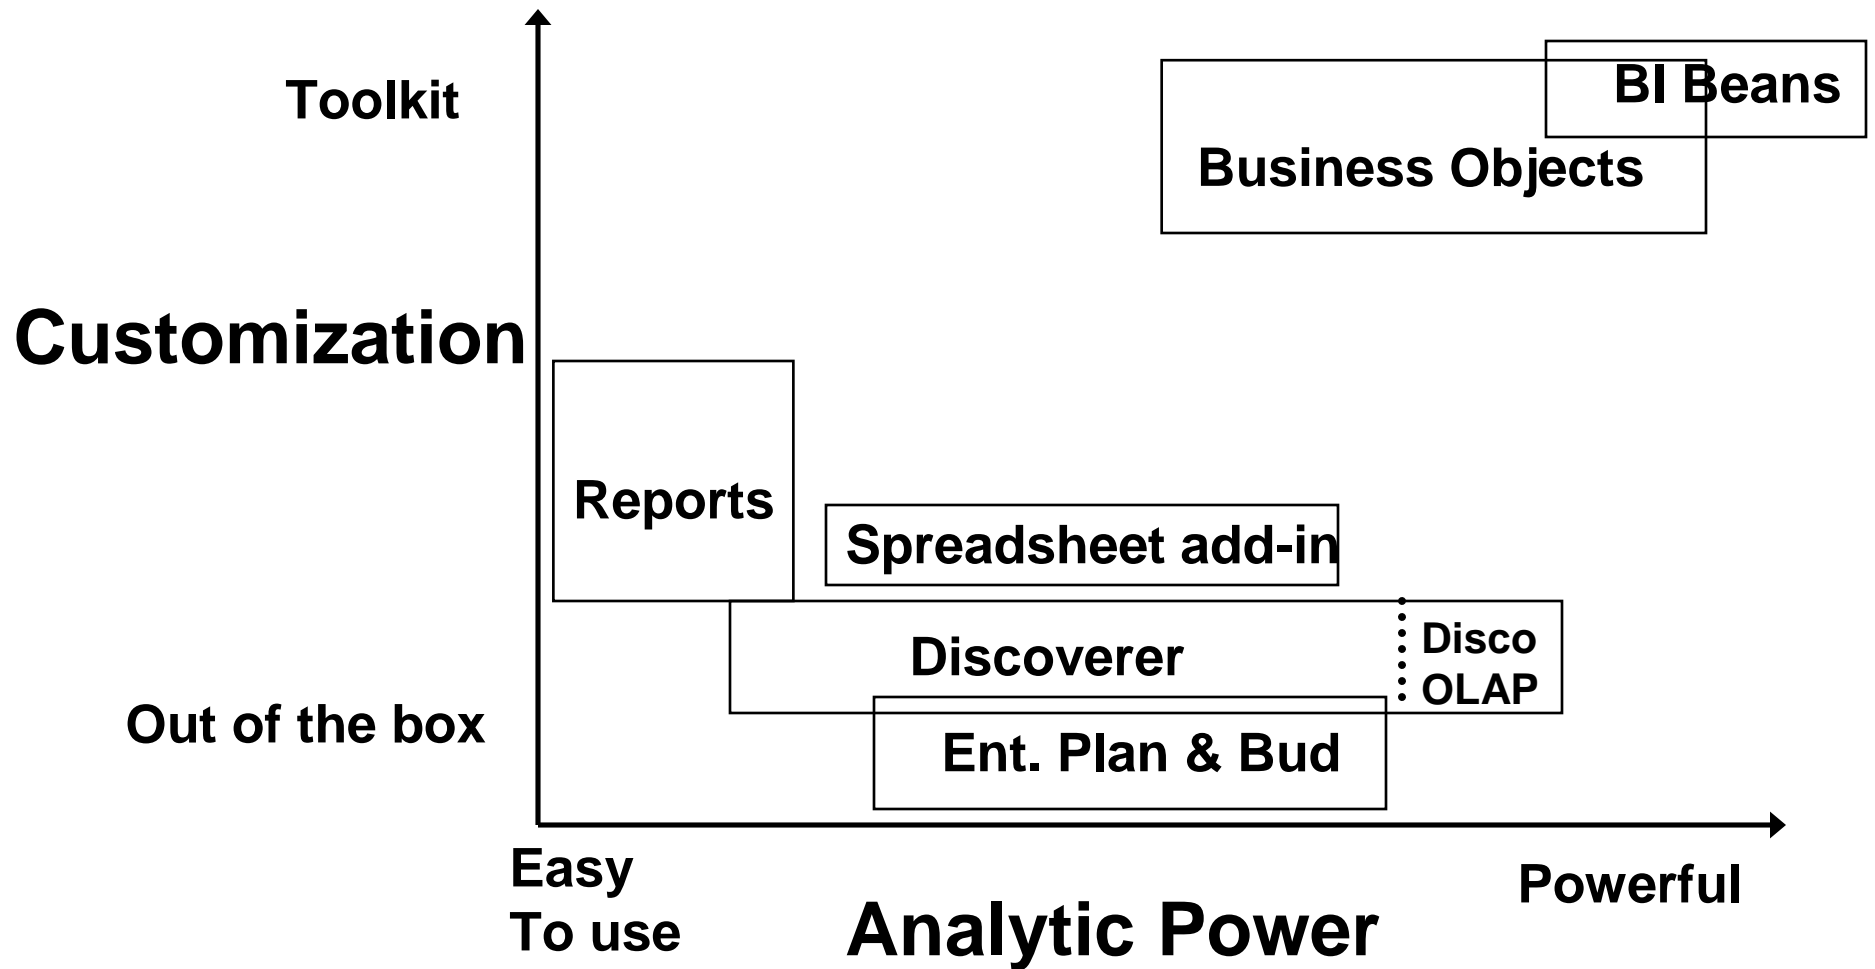 Toolkit
BI Beans
Business Objects
Customization
Reports
Spreadsheet add-in
Discoverer
Disco
OLAP
Out of the box
Ent. Plan & Bud
Easy
To use
Powerful
Analytic Power